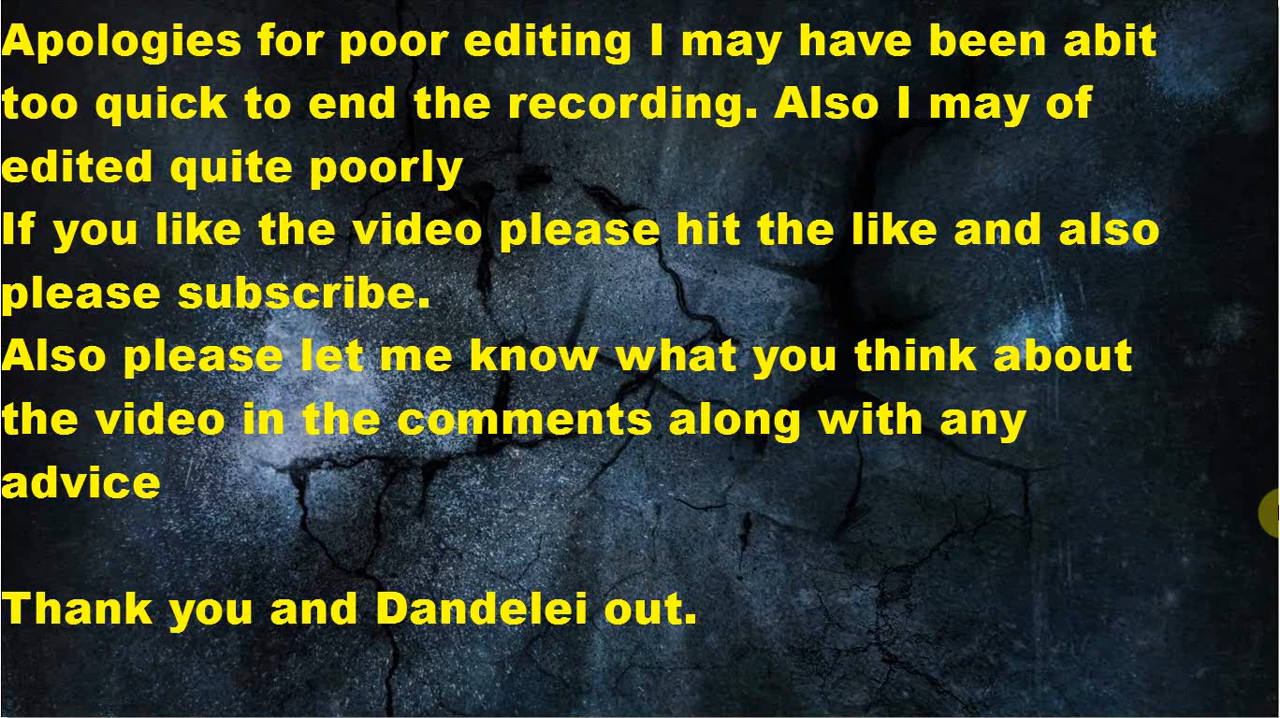 Apologies for poor editing I may have been abit
too quick to end the recording. Also I may of
edited quite poorly
If you like the video please hit the like and also
please subscribe.
Also please let me know what you think about
the video in the comments along with any
advice
Thank you and Dandelei out.